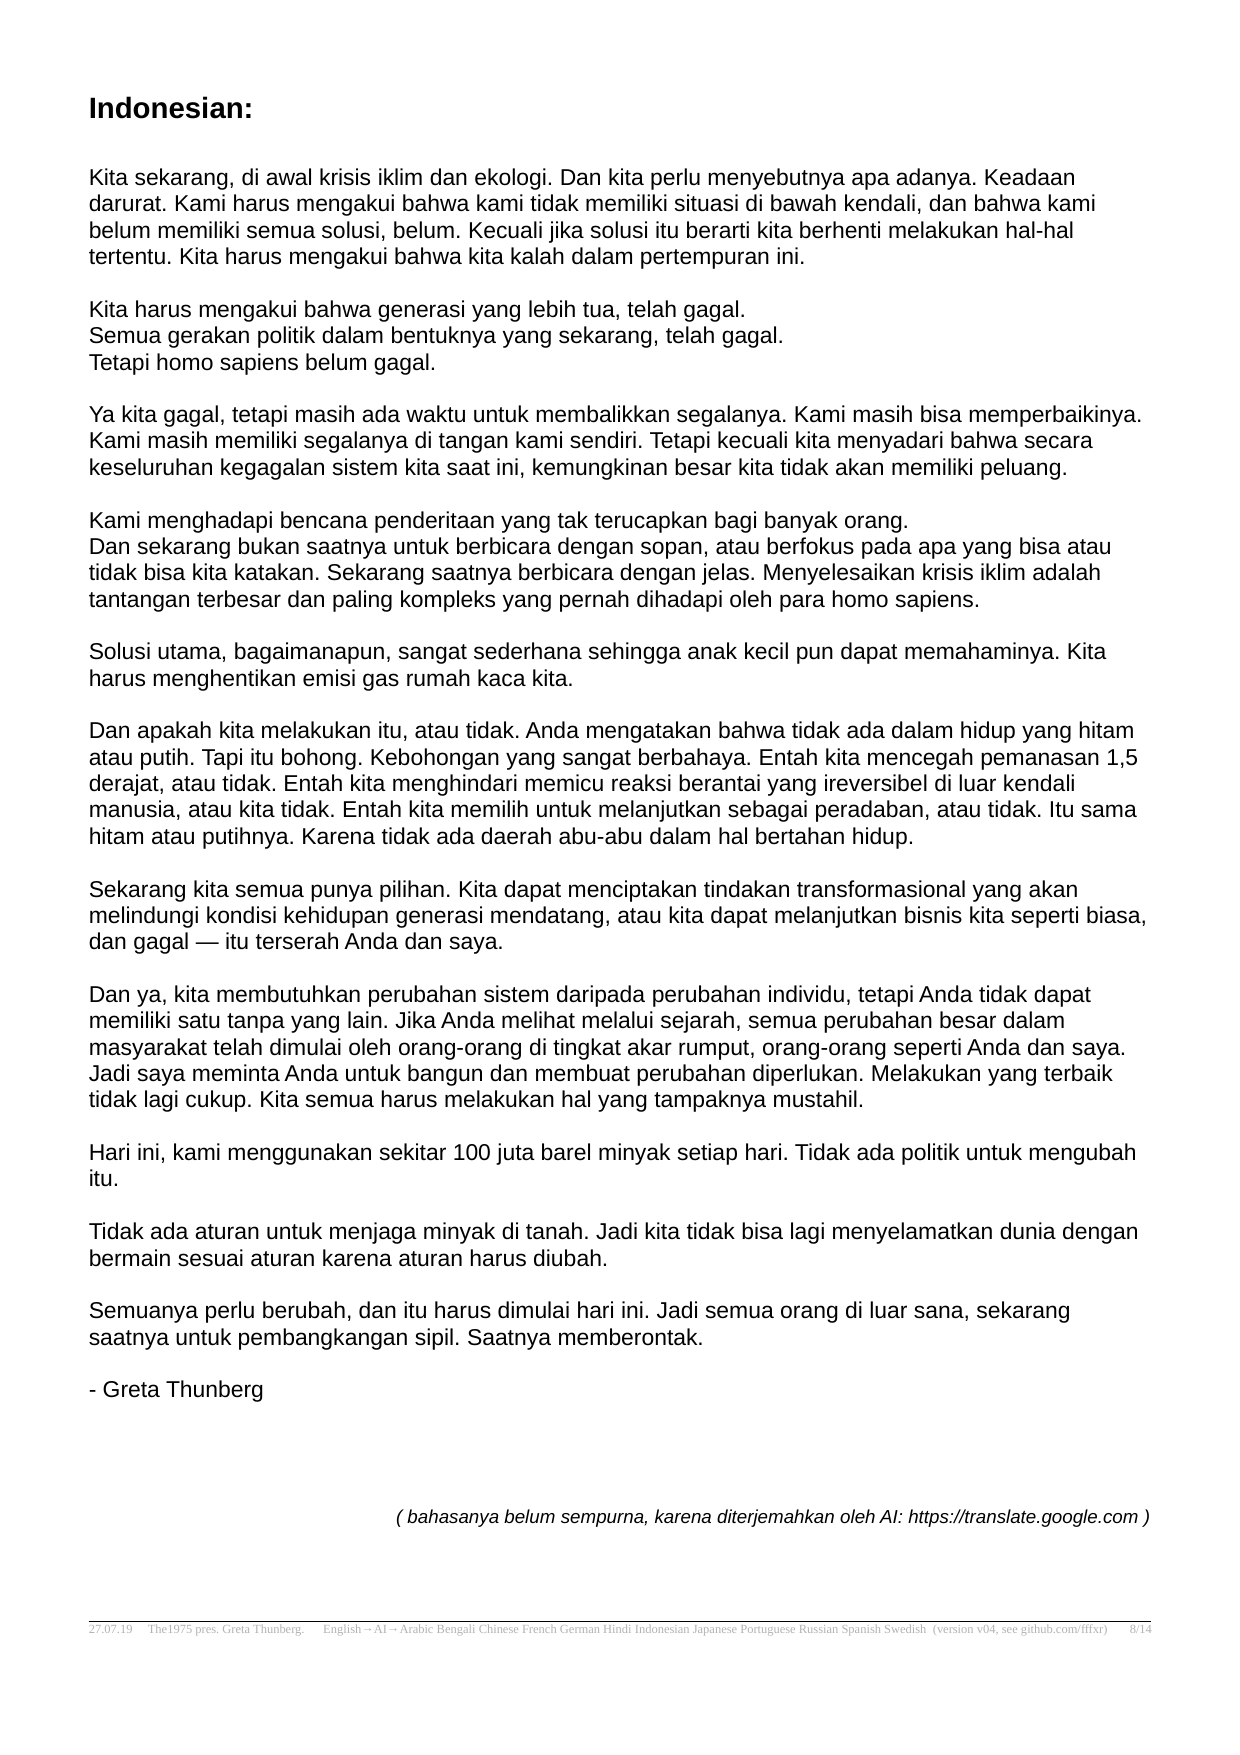 Indonesian:
Kita sekarang, di awal krisis iklim dan ekologi. Dan kita perlu menyebutnya apa adanya. Keadaan
darurat. Kami harus mengakui bahwa kami tidak memiliki situasi di bawah kendali, dan bahwa kami
belum memiliki semua solusi, belum. Kecuali jika solusi itu berarti kita berhenti melakukan hal-hal
tertentu. Kita harus mengakui bahwa kita kalah dalam pertempuran ini.
Kita harus mengakui bahwa generasi yang lebih tua, telah gagal.
Semua gerakan politik dalam bentuknya yang sekarang, telah gagal.
Tetapi homo sapiens belum gagal.
Ya kita gagal, tetapi masih ada waktu untuk membalikkan segalanya. Kami masih bisa memperbaikinya.
Kami masih memiliki segalanya di tangan kami sendiri. Tetapi kecuali kita menyadari bahwa secara
keseluruhan kegagalan sistem kita saat ini, kemungkinan besar kita tidak akan memiliki peluang.
Kami menghadapi bencana penderitaan yang tak terucapkan bagi banyak orang.
Dan sekarang bukan saatnya untuk berbicara dengan sopan, atau berfokus pada apa yang bisa atau
tidak bisa kita katakan. Sekarang saatnya berbicara dengan jelas. Menyelesaikan krisis iklim adalah
tantangan terbesar dan paling kompleks yang pernah dihadapi oleh para homo sapiens.
Solusi utama, bagaimanapun, sangat sederhana sehingga anak kecil pun dapat memahaminya. Kita
harus menghentikan emisi gas rumah kaca kita.
Dan apakah kita melakukan itu, atau tidak. Anda mengatakan bahwa tidak ada dalam hidup yang hitam
atau putih. Tapi itu bohong. Kebohongan yang sangat berbahaya. Entah kita mencegah pemanasan 1,5
derajat, atau tidak. Entah kita menghindari memicu reaksi berantai yang ireversibel di luar kendali
manusia, atau kita tidak. Entah kita memilih untuk melanjutkan sebagai peradaban, atau tidak. Itu sama
hitam atau putihnya. Karena tidak ada daerah abu-abu dalam hal bertahan hidup.
Sekarang kita semua punya pilihan. Kita dapat menciptakan tindakan transformasional yang akan
melindungi kondisi kehidupan generasi mendatang, atau kita dapat melanjutkan bisnis kita seperti biasa,
dan gagal — itu terserah Anda dan saya.
Dan ya, kita membutuhkan perubahan sistem daripada perubahan individu, tetapi Anda tidak dapat
memiliki satu tanpa yang lain. Jika Anda melihat melalui sejarah, semua perubahan besar dalam
masyarakat telah dimulai oleh orang-orang di tingkat akar rumput, orang-orang seperti Anda dan saya.
Jadi saya meminta Anda untuk bangun dan membuat perubahan diperlukan. Melakukan yang terbaik
tidak lagi cukup. Kita semua harus melakukan hal yang tampaknya mustahil.
Hari ini, kami menggunakan sekitar 100 juta barel minyak setiap hari. Tidak ada politik untuk mengubah
itu.
Tidak ada aturan untuk menjaga minyak di tanah. Jadi kita tidak bisa lagi menyelamatkan dunia dengan
bermain sesuai aturan karena aturan harus diubah.
Semuanya perlu berubah, dan itu harus dimulai hari ini. Jadi semua orang di luar sana, sekarang
saatnya untuk pembangkangan sipil. Saatnya memberontak.
- Greta Thunberg
( bahasanya belum sempurna, karena diterjemahkan oleh AI: https://translate.google.com )
27.07.19 The1975 pres. Greta Thunberg. English→AI→Arabic Bengali Chinese French German Hindi Indonesian Japanese Portuguese Russian Spanish Swedish (version v04, see github.com/fffxr) 8/14